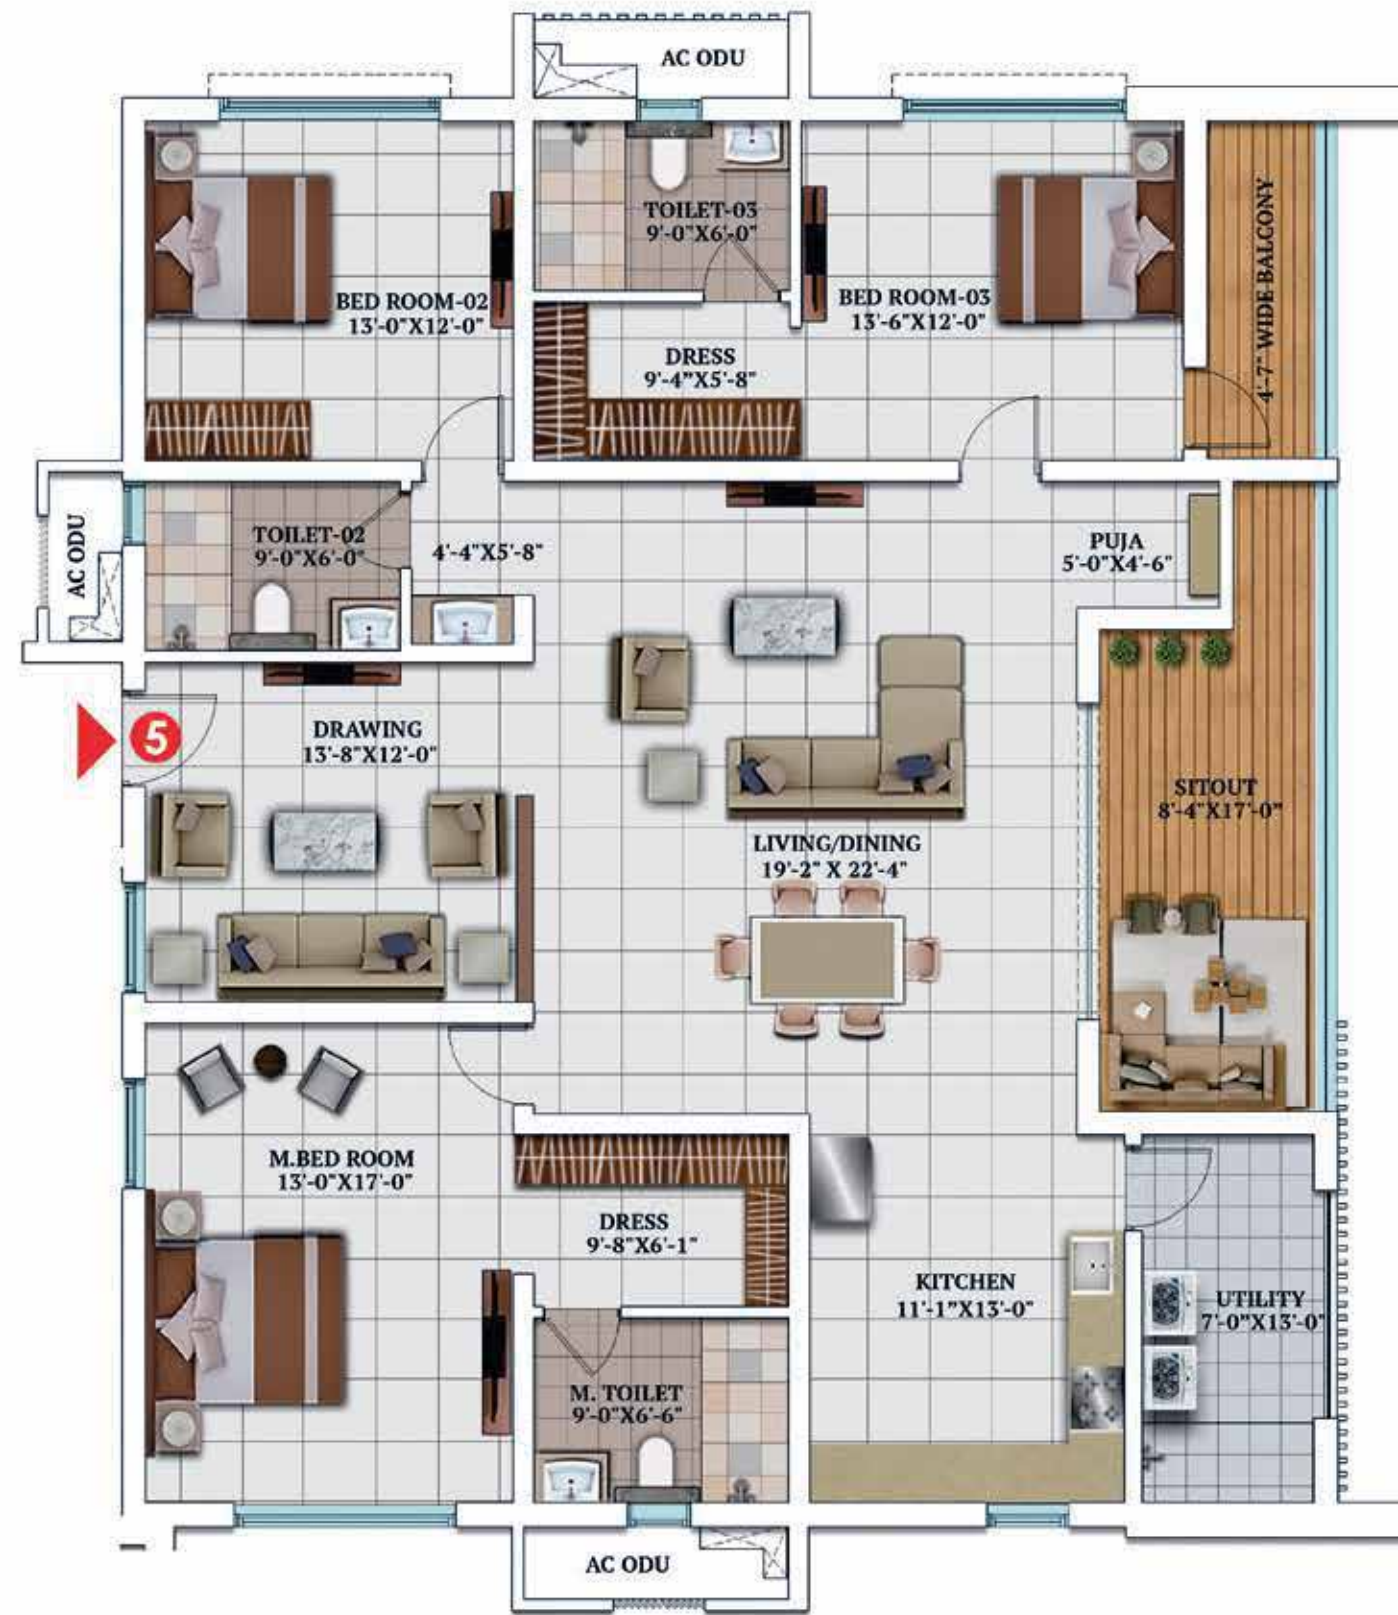 AC ODU
TOILET-03
9'-0"X6'-0"
BED ROOM-02
13'-0"X12'-0"
BED ROOM-03
13'-6"X12'-0"
4'-7" WIDE BALCONY
DRESS
9'-4"X5'-8"
AC ODU
TOILET-02
9'-0"X6'-0"
4'-4"X5'-8"
PUJA
5'-0"X4'-6"
5
DRAWING
13'-8"X12'-0"
SITOUT
8'-4"X17'-0"
LIVING/DINING
19'-2" X 22'-4"
M.BED ROOM
13'-0"X17'-0"
DRESS
9'-8"X6'-1"
KITCHEN
11'-1"X13'-0"
UTILITY
7'-0"X13'-0"
M. TOILET
9'-0"X6'-6"
AC ODU